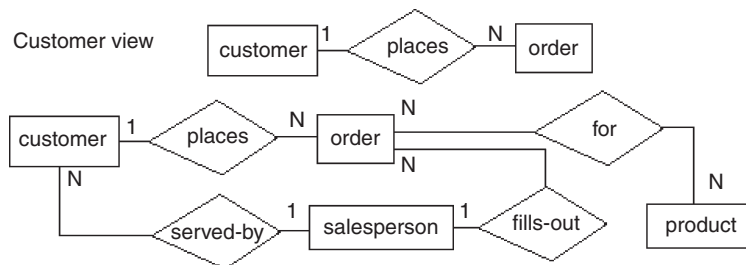 Customer view
customer 1 places N order
customer 1 places N order N for
N N
N
served-by 1 salesperson 1 fills-out product